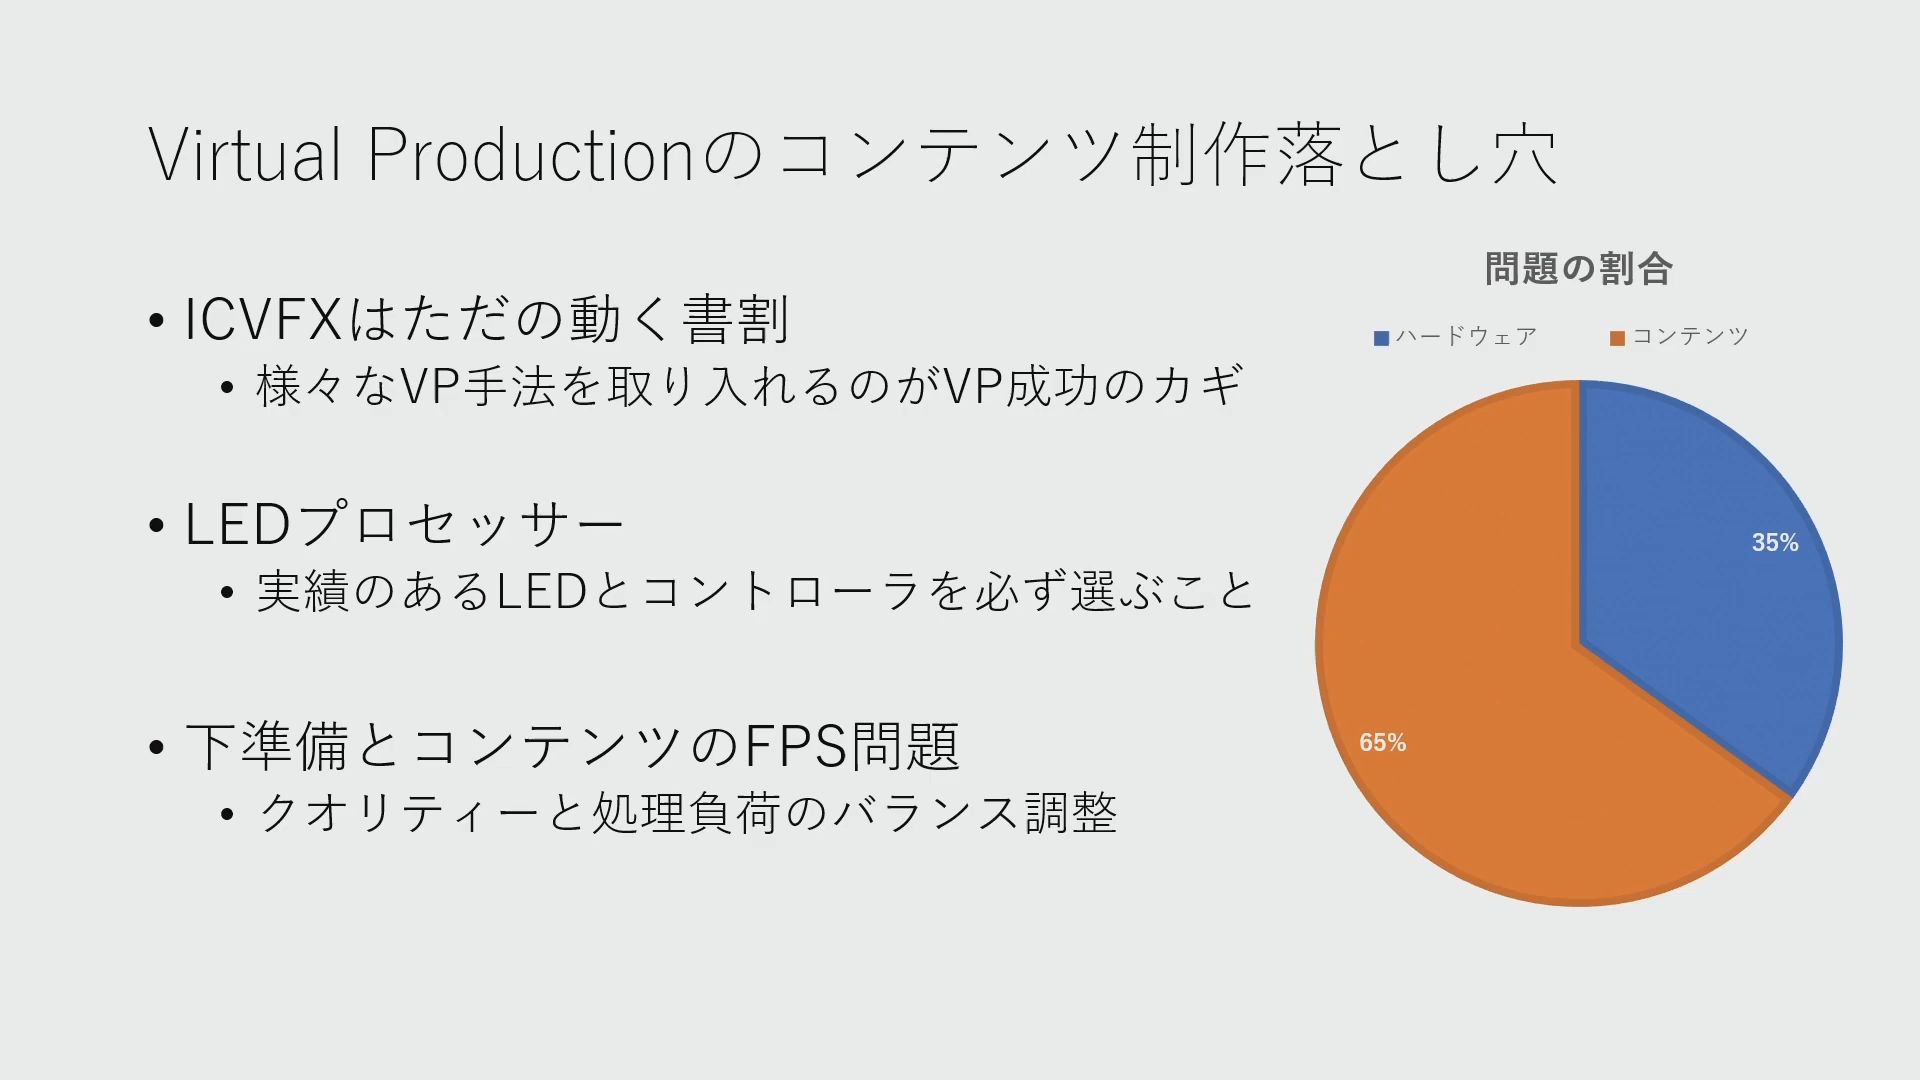 Virtual Productionのコンテンツ制作落とし穴
• ICVFXはただの動く書割
• 様々なVP手法を取り入れるのがVP成功のカギ
• LEDプロセッサー
• 実績のあるLEDとコントローラを必ず選ぶこと
• 下準備とコンテンツのFPS問題
• クオリティーと処理負荷のバランス調整
問題の割合
ハードウェア コンテンツ
35%
65%